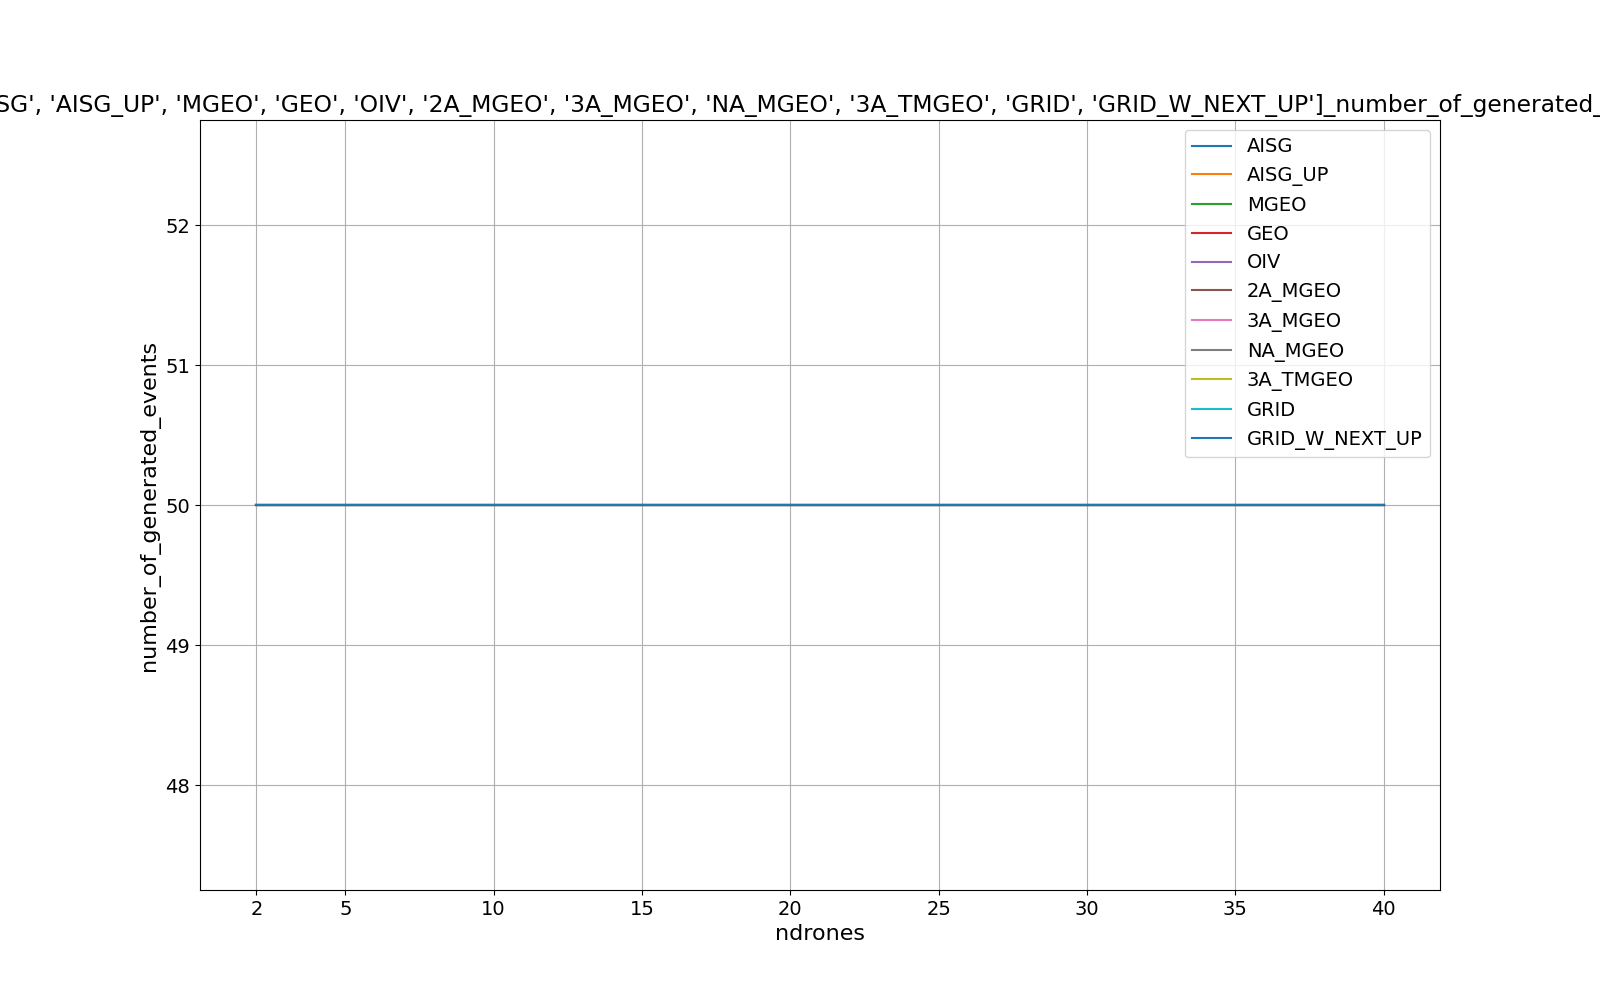 SG', 'AISG_UP', 'MGEO', 'GEO', 'OIV', '2A_MGEO', '3A_MGEO', 'NA_MGEO', '3A_TMGEO', 'GRID', 'GRID_W_NEXT_UP']_number_of_generated_
AISG
AISG_UP
MGEO
GEO
OIV
2A_MGEO
3A_MGEO
NA_MGEO
3A_TMGEO
GRID
GRID_W_NEXT_UP
52
51
50
49
48
number_of_generated_events
2 5 10 15 20 25 30 35 40
ndrones